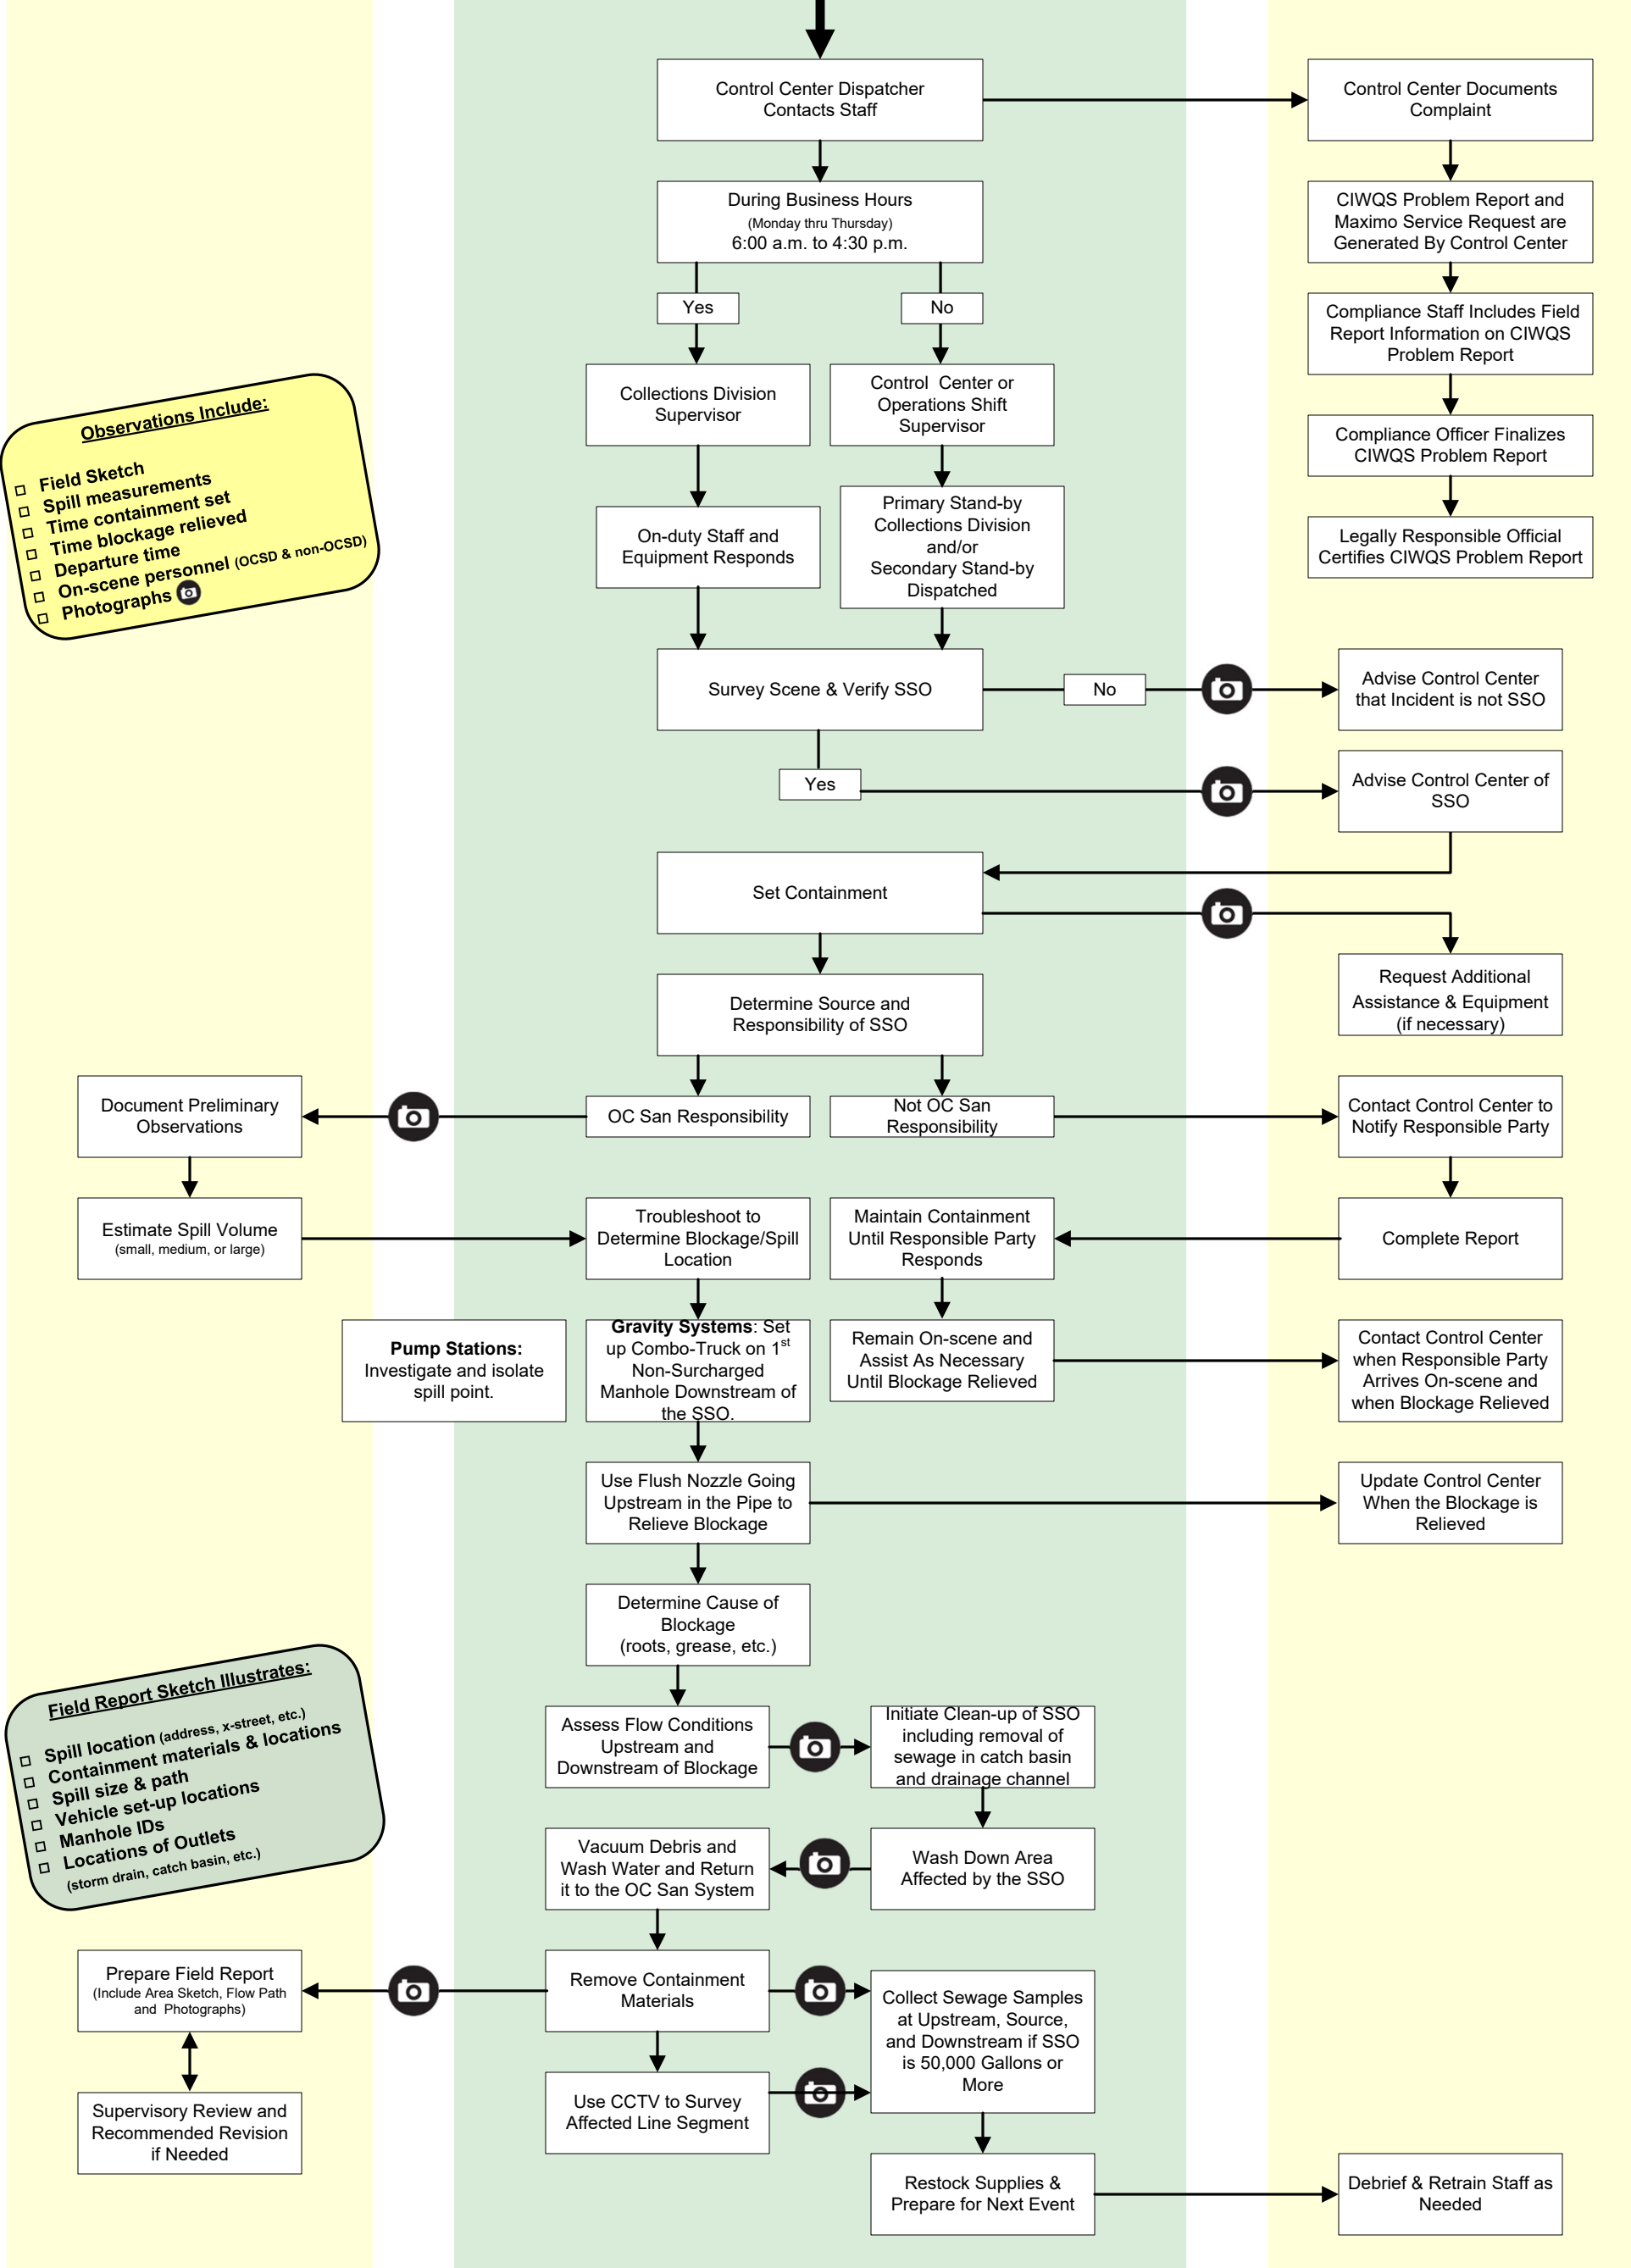 Control Center Dispatcher
Contacts Staff
Control Center Documents
Complaint
During Business Hours
(Monday thru Thursday)
6:00 a.m. to 4:30 p.m.
CIWQS Problem Report and
Maximo Service Request are
Generated By Control Center
Yes
No
Compliance Staff Includes Field
Report Information on CIWQS
Problem Report
Collections Division
Supervisor
Control Center or
Operations Shift
Supervisor
Compliance Officer Finalizes
CIWQS Problem Report
Observations Include:
Field Sketch
Spill measurements
Time containment set
Time blockage relieved
Departure time
On-scene personnel (OCSD & non-OCSD)
Photographs
On-duty Staff and
Equipment Responds
Primary Stand-by
Collections Division
and/or
Secondary Stand-by
Dispatched
Legally Responsible Official
Certifies CIWQS Problem Report
Survey Scene & Verify SSO
No
Advise Control Center
that Incident is not SSO
Yes
Advise Control Center of
SSO
Set Containment
Request Additional
Assistance & Equipment
(if necessary)
Determine Source and
Responsibility of SSO
Document Preliminary
Observations
OC San Responsibility
Not OC San
Responsibility
Contact Control Center to
Notify Responsible Party
Estimate Spill Volume
(small, medium, or large)
Troubleshoot to
Determine Blockage/Spill
Location
Maintain Containment
Until Responsible Party
Responds
Complete Report
Pump Stations:
Investigate and isolate
spill point.
Gravity Systems: Set
up Combo-Truck on 1st
Non-Surcharged
Manhole Downstream of
the SSO.
Remain On-scene and
Assist As Necessary
Until Blockage Relieved
Contact Control Center
when Responsible Party
Arrives On-scene and
when Blockage Relieved
Use Flush Nozzle Going
Upstream in the Pipe to
Relieve Blockage
Update Control Center
When the Blockage is
Relieved
Determine Cause of
Blockage
(roots, grease, etc.)
Field Report Sketch Illustrates:
Spill location (address, x-street, etc.)
Containment materials & locations
Spill size & path
Vehicle set-up locations
Manhole IDs
Locations of Outlets
(storm drain, catch basin, etc.)
Assess Flow Conditions
Upstream and
Downstream of Blockage
Initiate Clean-up of SSO
including removal of
sewage in catch basin
and drainage channel
Vacuum Debris and
Wash Water and Return
it to the OC San System
Wash Down Area
Affected by the SSO
Prepare Field Report
(Include Area Sketch, Flow Path
and Photographs)
Remove Containment
Materials
Collect Sewage Samples
at Upstream, Source,
and Downstream if SSO
is 50,000 Gallons or
More
Supervisory Review and
Recommended Revision
if Needed
Use CCTV to Survey
Affected Line Segment
Restock Supplies &
Prepare for Next Event
Debrief & Retrain Staff as
Needed